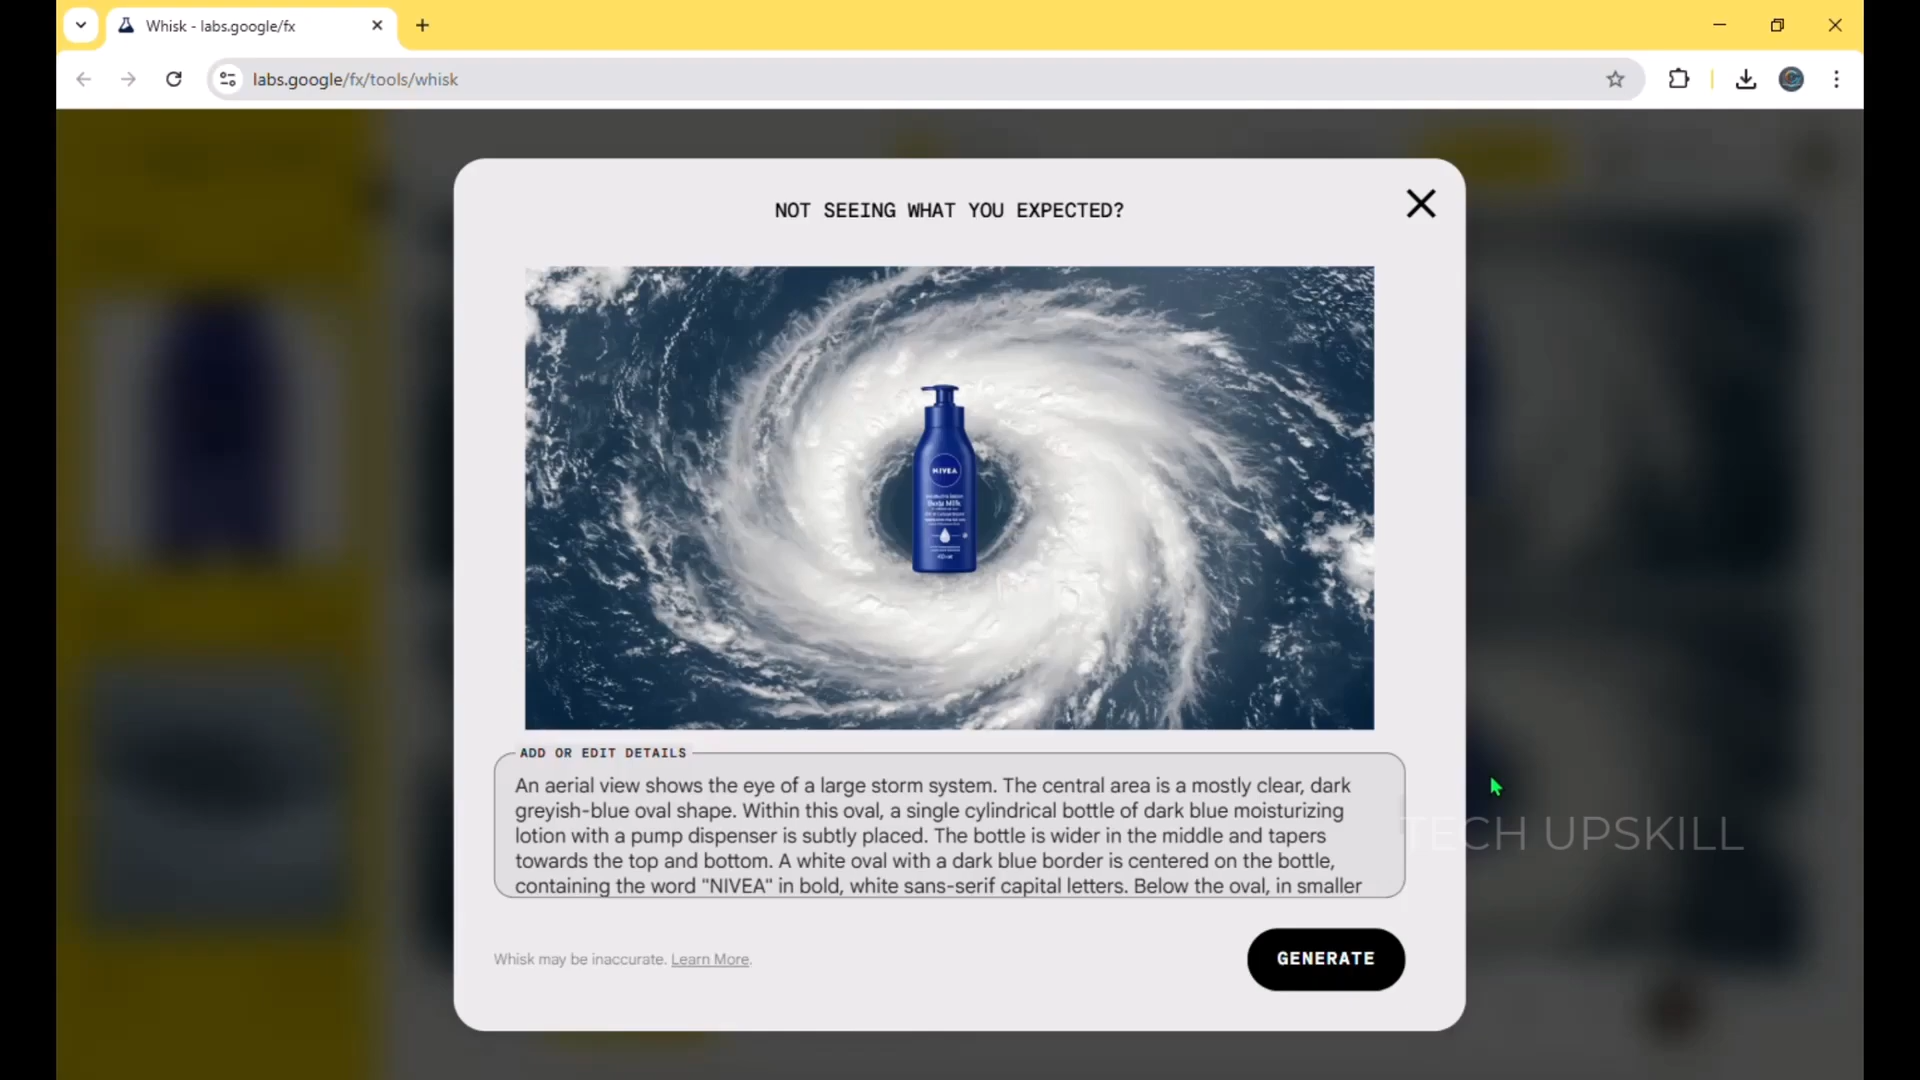 Whisk - labs.google/fx
labs.google/fx/tools/whisk
NOT SEEING WHAT YOU EXPECTED?
NIVEA
Body Milk
ADD OR EDIT DETAILS
An aerial view shows the eye of a large storm system. The central area is a mostly clear, dark
greyish-blue oval shape. Within this oval, a single cylindrical bottle of dark blue moisturizing
lotion with a pump dispenser is subtly placed. The bottle is wider in the middle and tapers
towards the top and bottom. A white oval with a dark blue border is centered on the bottle,
containing the word "NIVEA" in bold, white sans-serif capital letters. Below the oval, in smaller
TECH UPSKILL
Whisk may be inaccurate. Learn More.
GENERATE